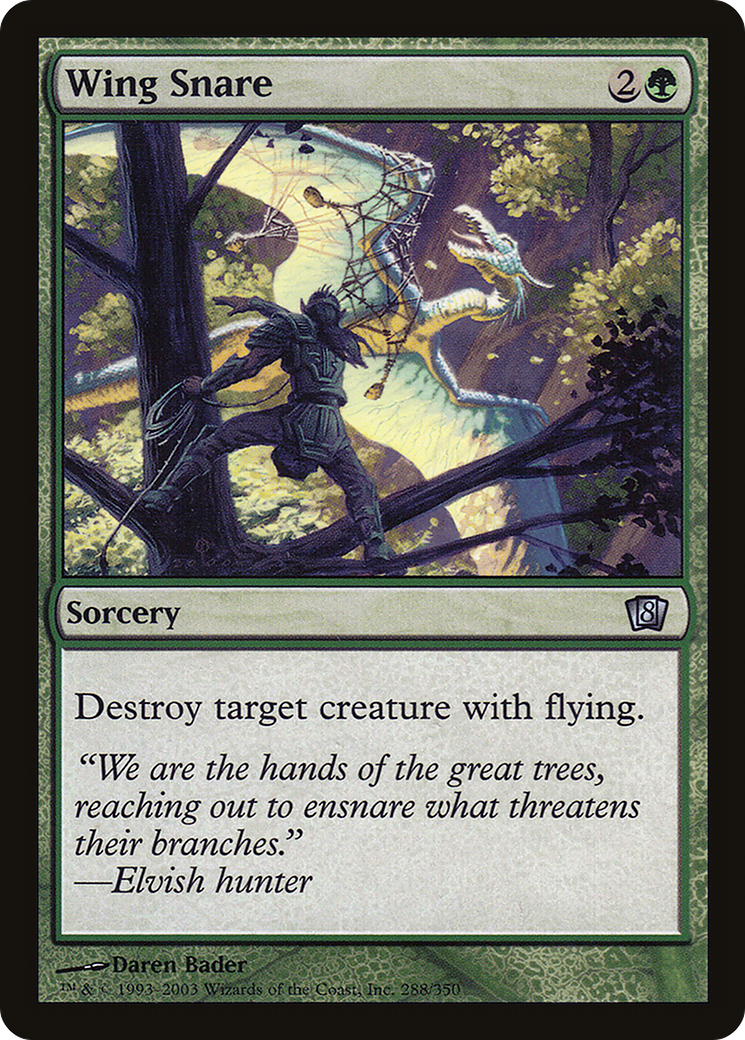 Wing Snare 2
Sorcery 8
Destroy target creature with flying.
“We are the hands of the great trees,
reaching out to ensnare what threatens
their branches.”
—Elvish hunter
Daren Bader
™ & © 1993–2003 Wizards of the Coast, Inc. 288/350